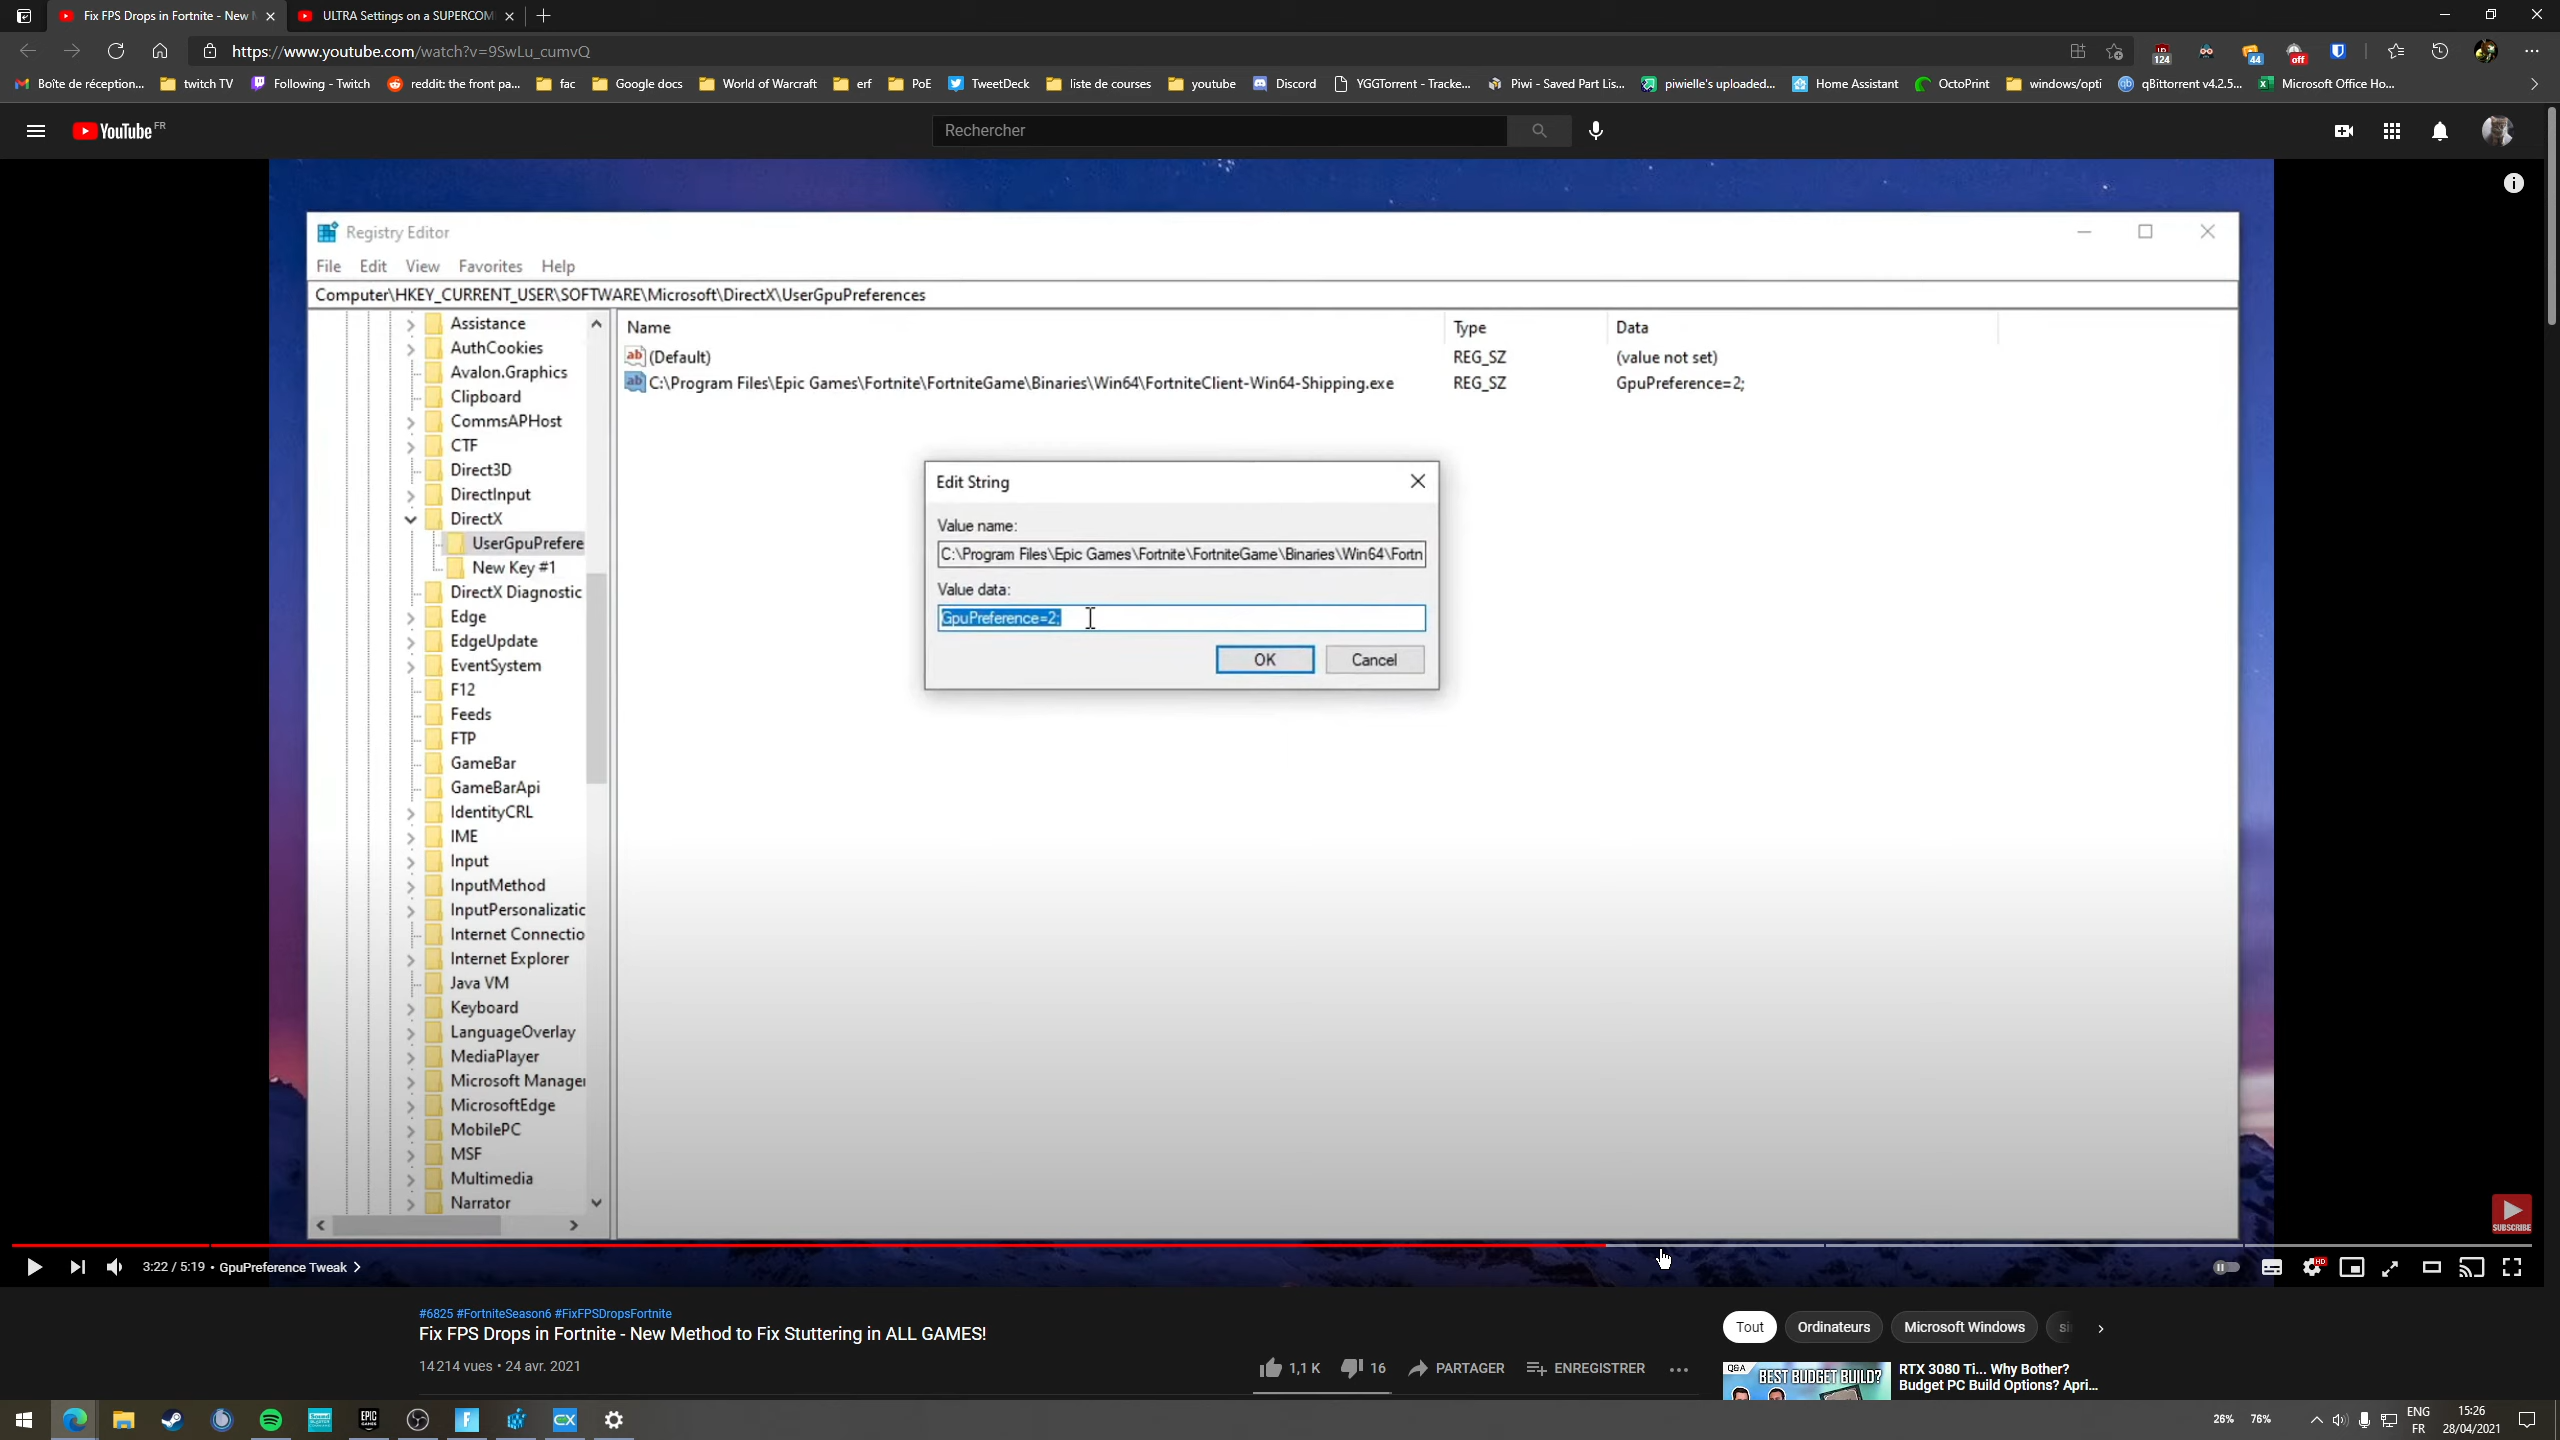 Fix FPS Drops in Fortnite - New
ULTRA Settings on a SUPERCOM
https://www.youtube.com/watch?v=9SwLu_cumvQ
124
44
off
Boîte de réception...
twitch TV
Following - Twitch
reddit: the front pa...
fac
Google docs
World of Warcraft
erf
PoE
TweetDeck
liste de courses
youtube
Discord
YGGTorrent - Tracke...
Piwi - Saved Part Lis...
piwielle's uploaded...
Home Assistant
OctoPrint
windows/opti
qBittorrent v4.2.5...
Microsoft Office Ho...
YouTube FR
Rechercher
Registry Editor
File Edit View Favorites Help
Computer\HKEY_CURRENT_USER\SOFTWARE\Microsoft\DirectX\UserGpuPreferences
Assistance
AuthCookies
Avalon.Graphics
Clipboard
CommsAPHost
CTF
Direct3D
DirectInput
DirectX
UserGpuPrefere
New Key #1
DirectX Diagnostic
Edge
EdgeUpdate
EventSystem
F12
Feeds
FTP
GameBar
GameBarApi
IdentityCRL
IME
Input
InputMethod
InputPersonalizatic
Internet Connectio
Internet Explorer
Java VM
Keyboard
LanguageOverlay
MediaPlayer
Microsoft Manage
MicrosoftEdge
MobilePC
MSF
Multimedia
Narrator
Name Type Data
(Default) REG_SZ (value not set)
C:\Program Files\Epic Games\Fortnite\FortniteGame\Binaries\Win64\FortniteClient-Win64-Shipping.exe REG_SZ GpuPreference=2;
Edit String
Value name:
C:\Program Files\Epic Games\Fortnite\FortniteGame\Binaries\Win64\Fortn
Value data:
GpuPreference=2;
OK Cancel
SUBSCRIBE
3:22 / 5:19 • GpuPreference Tweak
HD
#6825 #FortniteSeason6 #FixFPSDropsFortnite
Fix FPS Drops in Fortnite - New Method to Fix Stuttering in ALL GAMES!
14 214 vues • 24 avr. 2021
1,1 K
16
PARTAGER
ENREGISTRER
Tout
Ordinateurs
Microsoft Windows
Q&A
BEST BUDGET BUILD?
RTX 3080 Ti... Why Bother?
Budget PC Build Options? Apri...
EPIC
CX
26% 76%
ENG
FR
15:26
28/04/2021